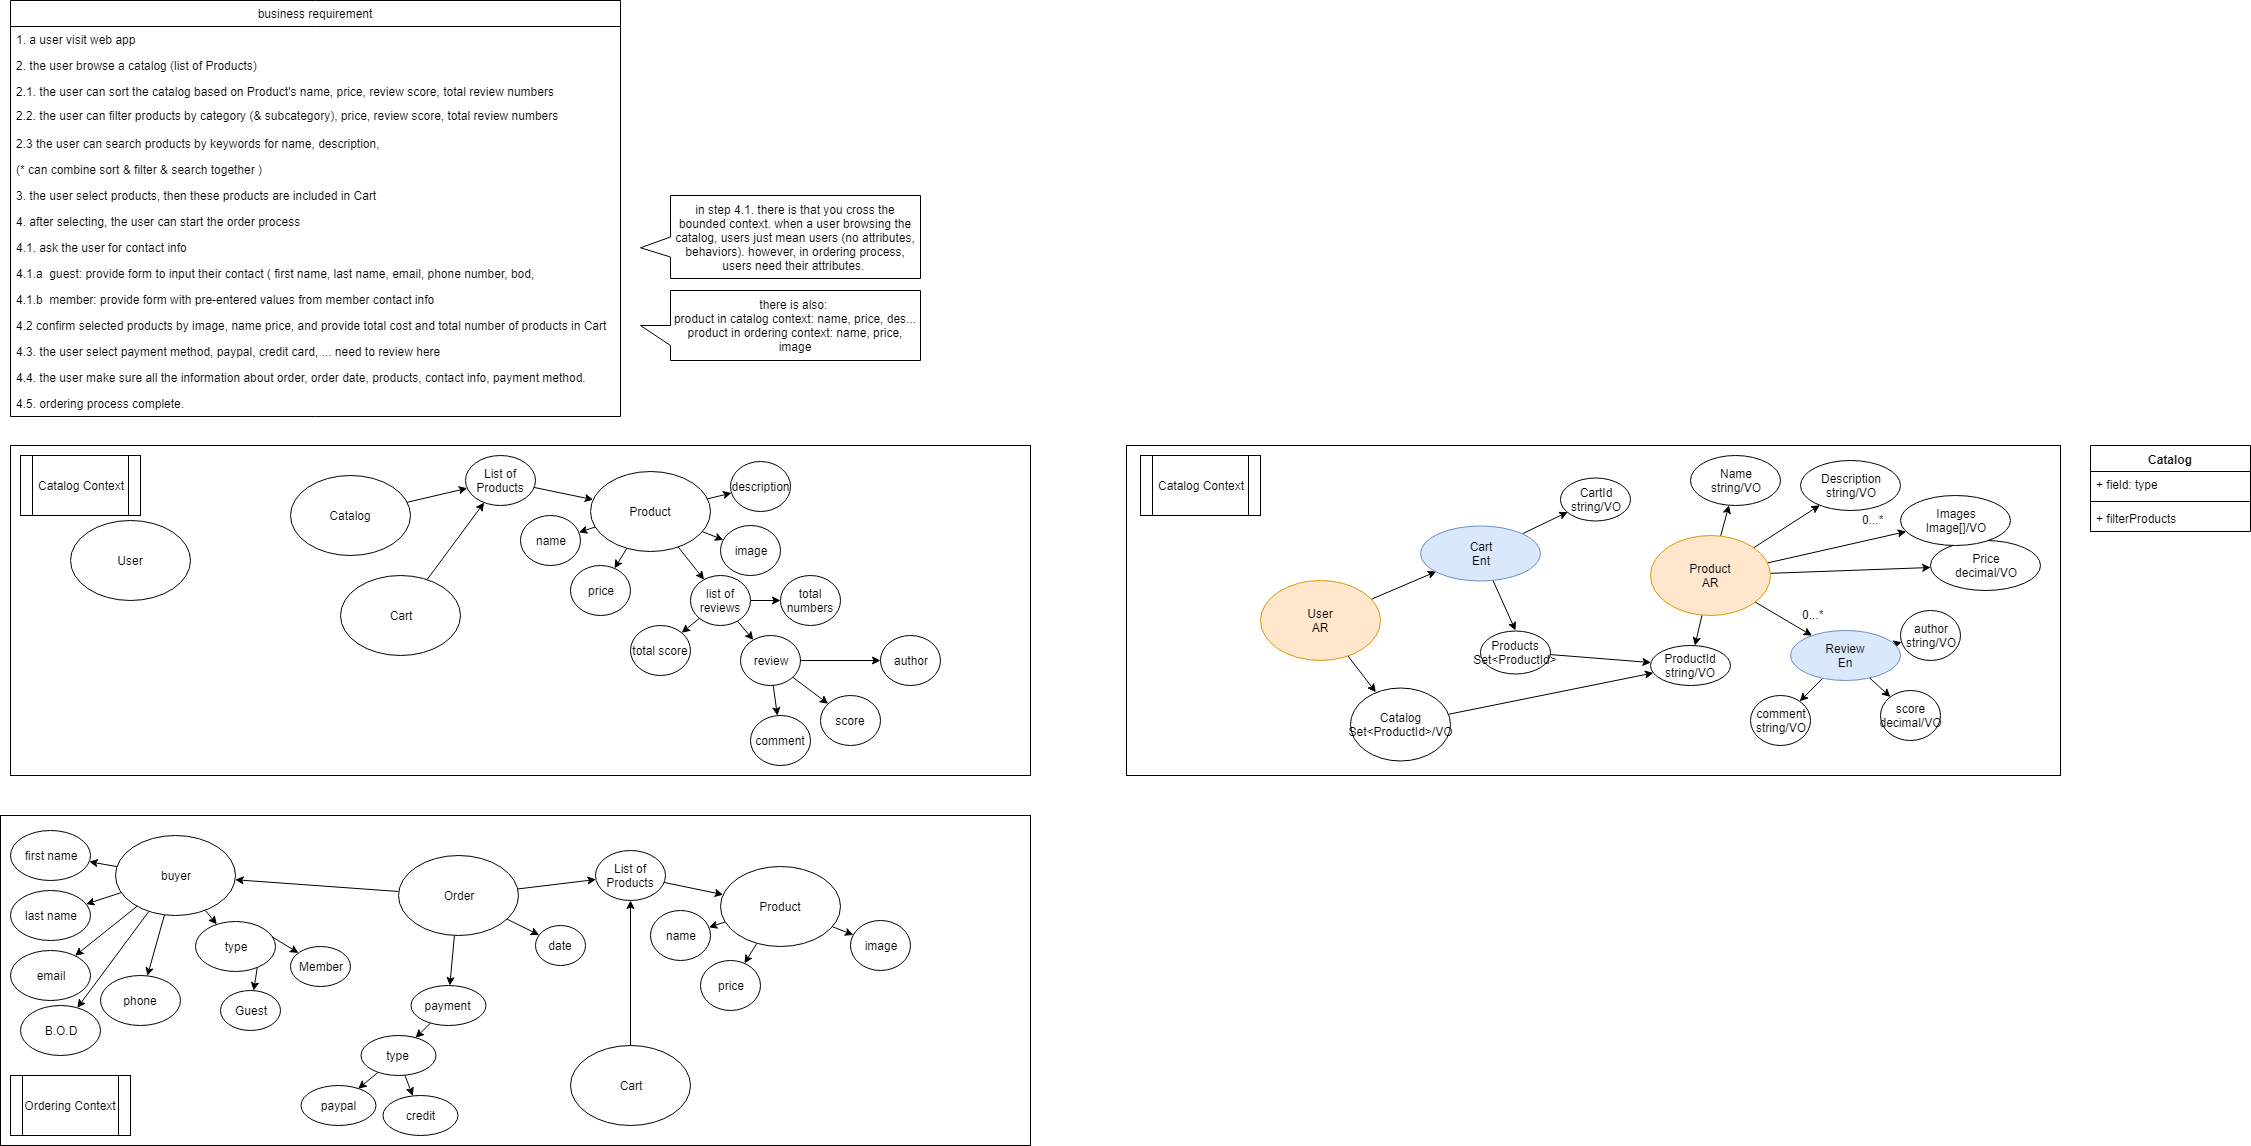 business requirement
1. a user visit web app
2. the user browse a catalog (list of Products)
2.1. the user can sort the catalog based on Product's name, price, review score, total review numbers
2.2. the user can filter products by category (& subcategory), price, review score, total review numbers
2.3 the user can search products by keywords for name, description,
(* can combine sort & filter & search together )
3. the user select products, then these products are included in Cart
4. after selecting, the user can start the order process
4.1. ask the user for contact info
4.1.a  guest: provide form to input their contact ( first name, last name, email, phone number, bod,
4.1.b  member: provide form with pre-entered values from member contact info
4.2 confirm selected products by image, name price, and provide total cost and total number of products in Cart
4.3. the user select payment method, paypal, credit card, ... need to review here
4.4. the user make sure all the information about order, order date, products, contact info, payment method.
4.5. ordering process complete.
in step 4.1. there is that you cross the
bounded context. when a user browsing the
catalog, users just mean users (no attributes,
behaviors). however, in ordering process,
users need their attributes.
there is also:
product in catalog context: name, price, des...
product in ordering context: name, price,
image
Catalog Context
User
Catalog
Cart
List of
Products
Product
description
name
image
price
list of
reviews
total
numbers
total score
review
author
score
comment
Catalog Context
User
AR
Cart
Ent
CartId
string/VO
Products
Set<ProductId>
Catalog
Set<ProductId>/VO
Name
string/VO
Description
string/VO
0...*
Images
Image[]/VO
Price
decimal/VO
Product
AR
0...*
ProductId
string/VO
Review
En
author
string/VO
comment
string/VO
score
decimal/VO
Catalog
+ field: type
+ filterProducts
first name
last name
email
B.O.D
phone
buyer
type
Member
Guest
Order
date
payment
type
paypal
credit
List of
Products
Product
name
price
image
Cart
Ordering Context